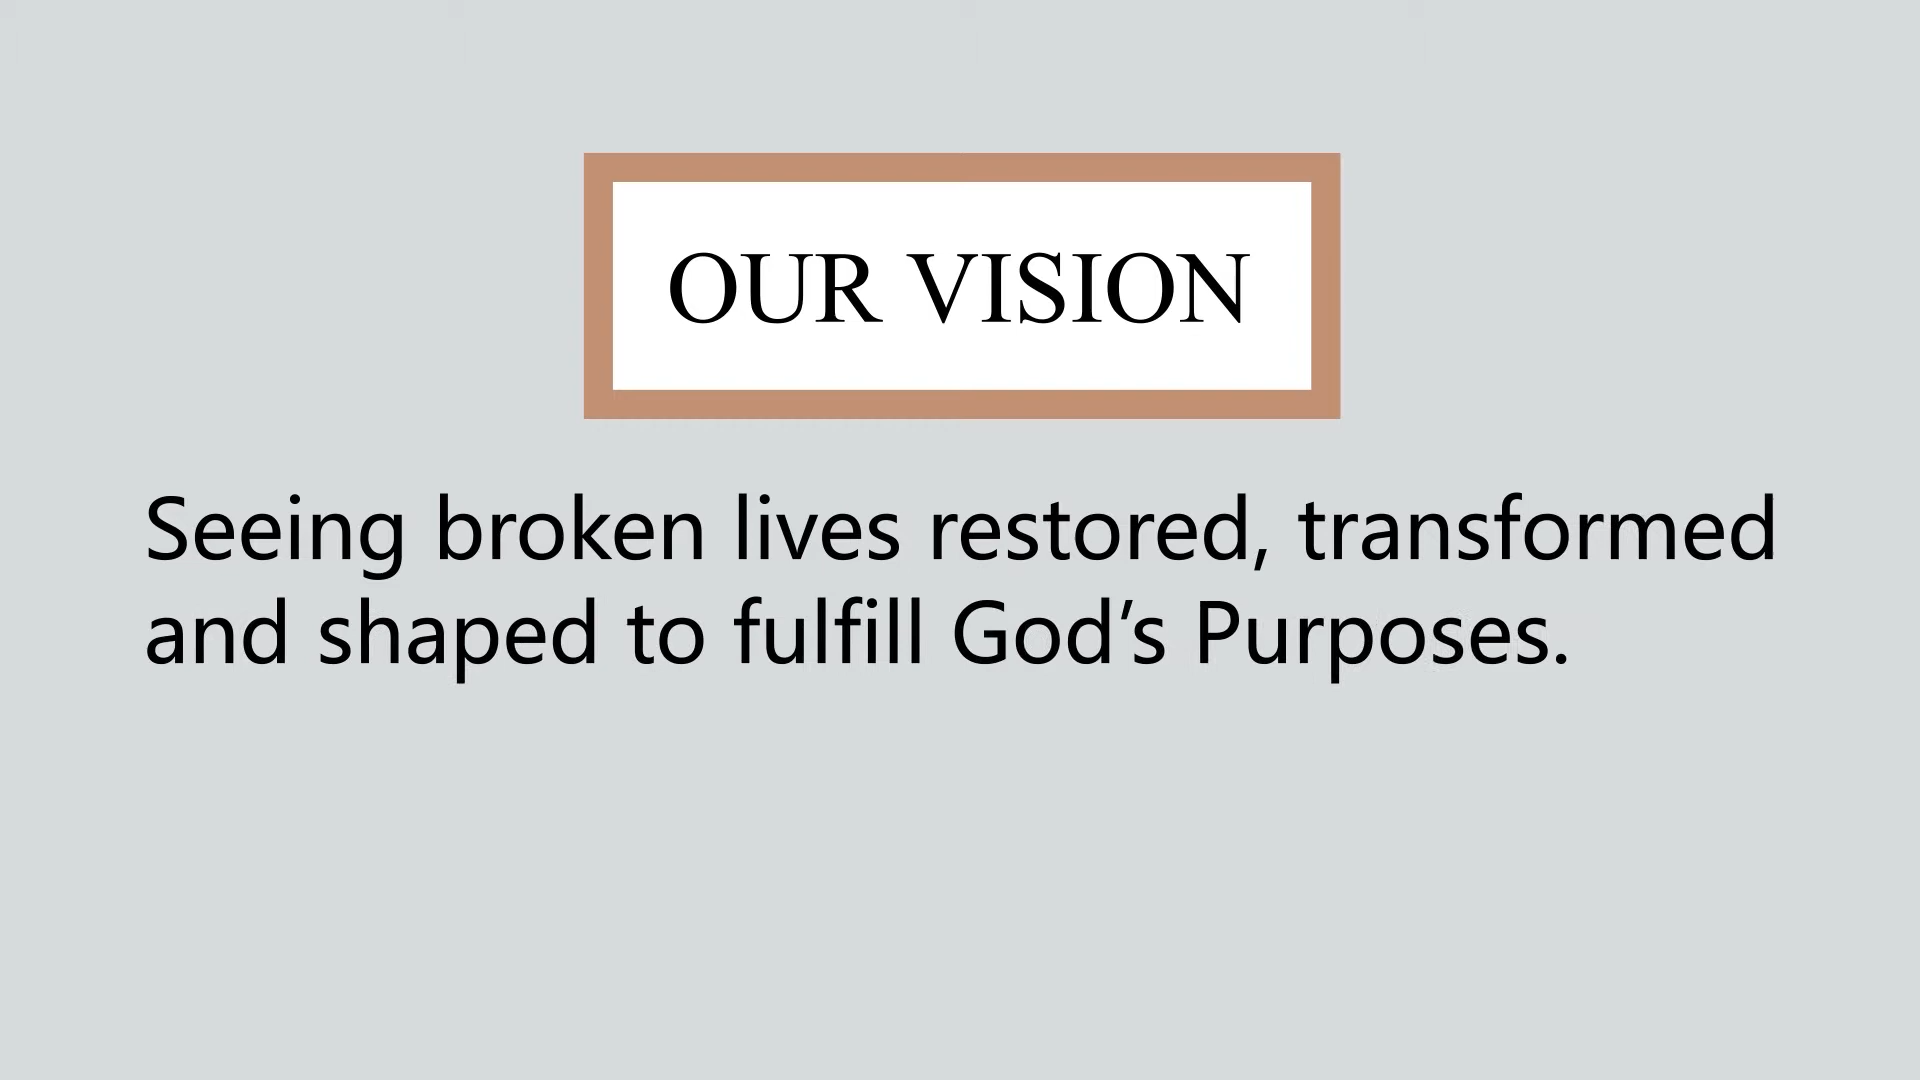 OUR VISION
Seeing broken lives restored, transformed
and shaped to fulfill God’s Purposes.